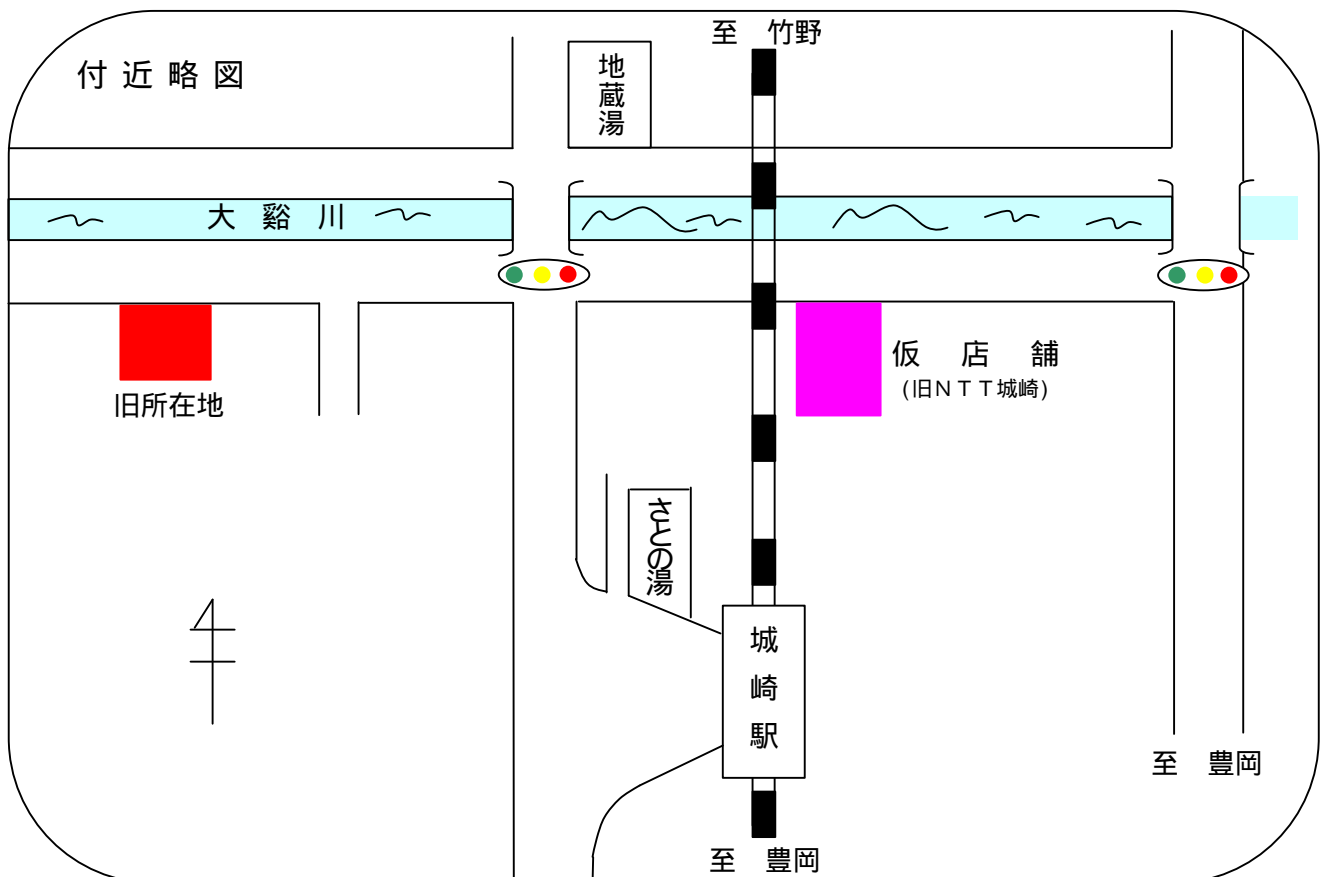 至　竹野
付近略図
地蔵湯
大谿川
仮店舗
(旧ＮＴＴ城崎)
旧所在地
さとの湯
城崎駅
至　豊岡
至　豊岡